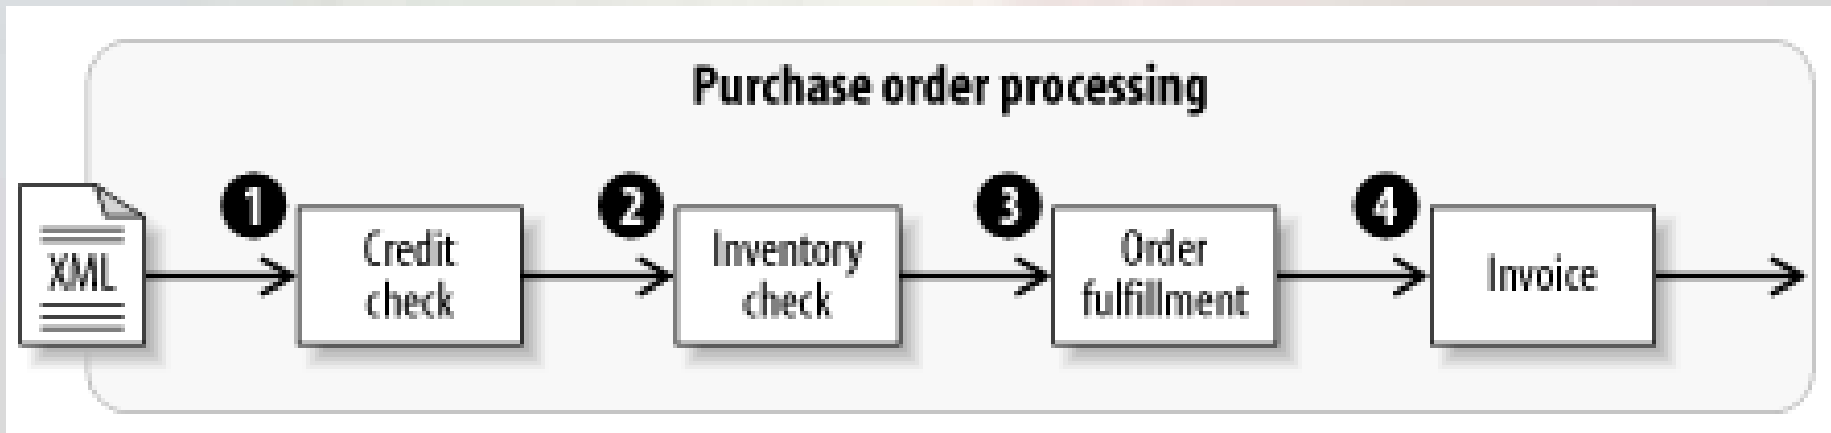 Purchase order processing
XML
1
Credit
check
2
Inventory
check
3
Order
fulfillment
4
Invoice